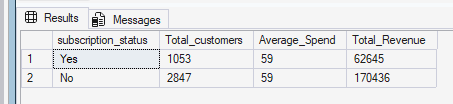 Results Messages
subscription_status Total_customers Average_Spend Total_Revenue
1 Yes 1053 59 62645
2 No 2847 59 170436